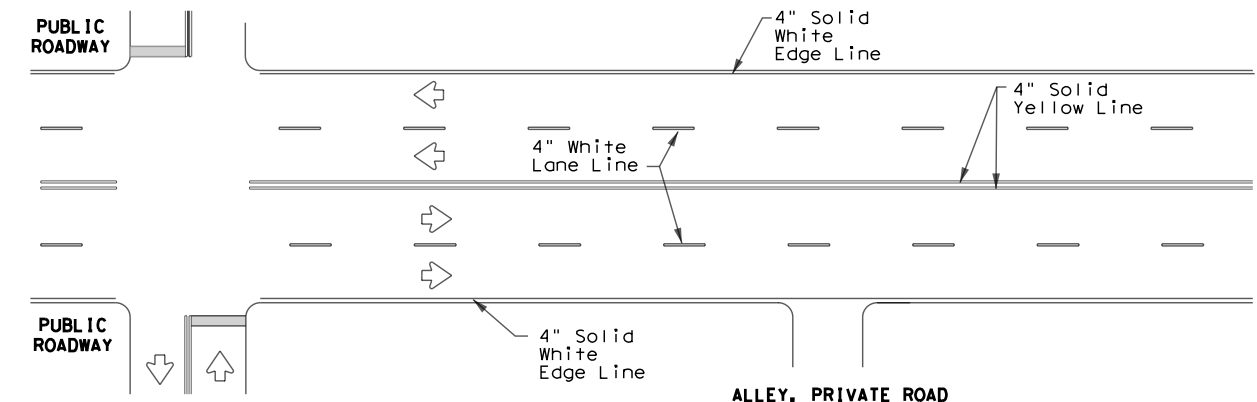 PUBLIC
ROADWAY
4" Solid
White
Edge Line
4" Solid
Yellow Line
4" White
Lane Line
PUBLIC
ROADWAY
4" Solid
White
Edge Line
ALLEY, PRIVATE ROAD